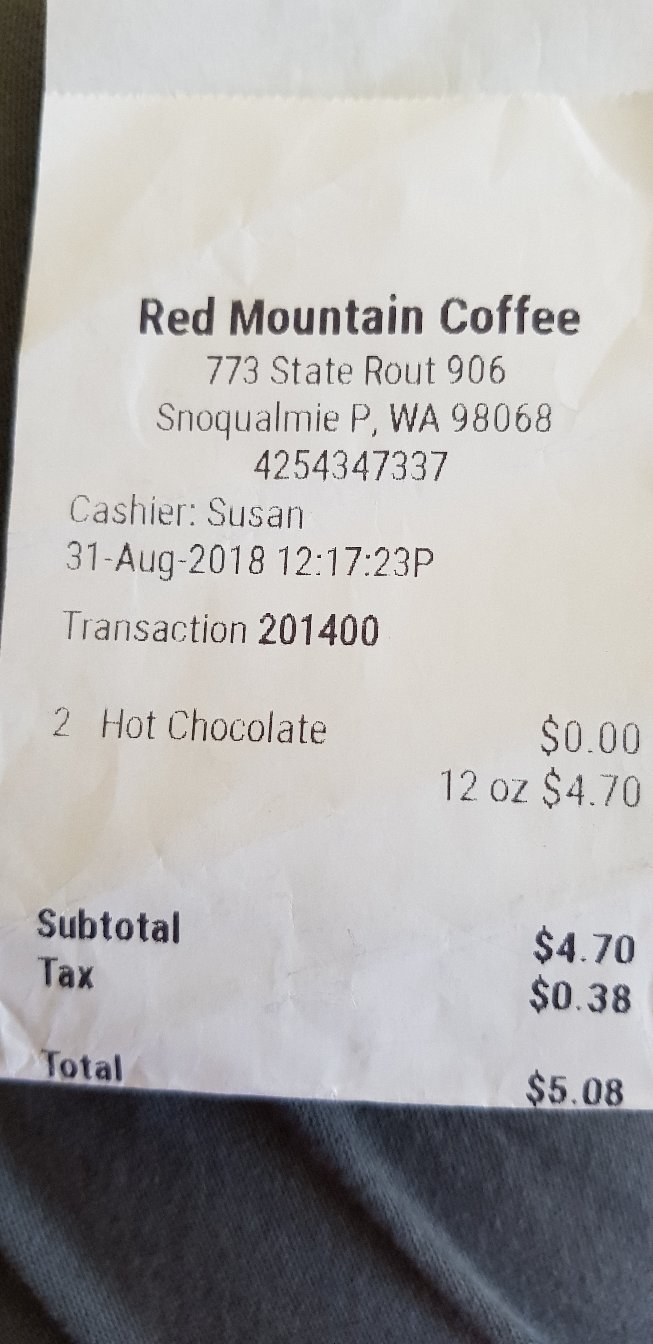 Red Mountain Coffee
773 State Rout 906
Snoqualmie P, WA 98068
4254347337
Cashier: Susan
31-Aug-2018 12:17:23P
Transaction 201400
2 Hot Chocolate $0.00
12 oz $4.70
Subtotal $4.70
Tax $0.38
Total $5.08